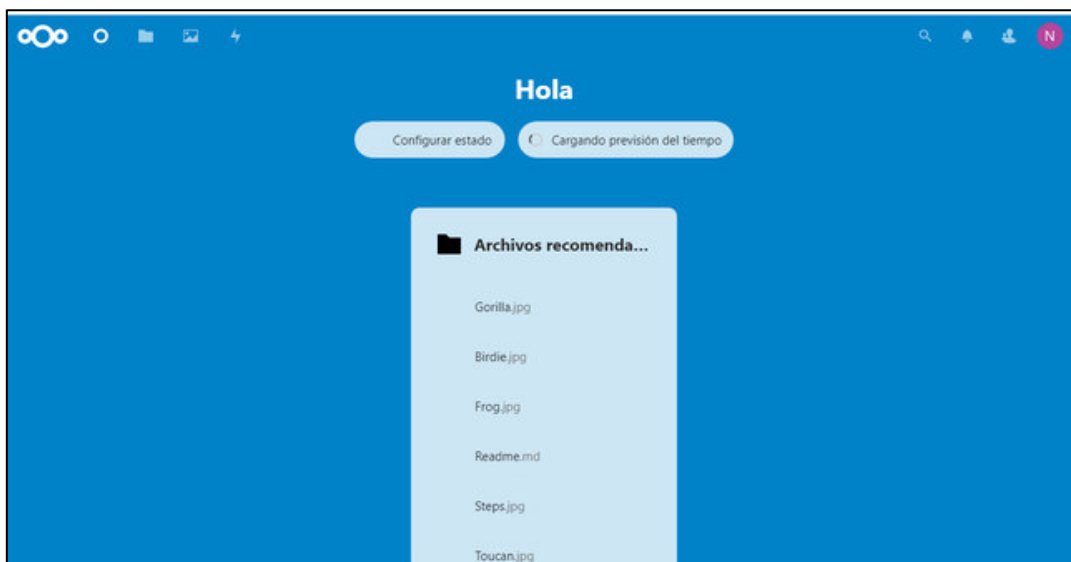 N
Hola
Configurar estado
Cargando previsión del tiempo
Archivos recomenda...
Gorilla.jpg
Birdie.jpg
Frog.jpg
Readme.md
Steps.jpg
Toucan.jpg